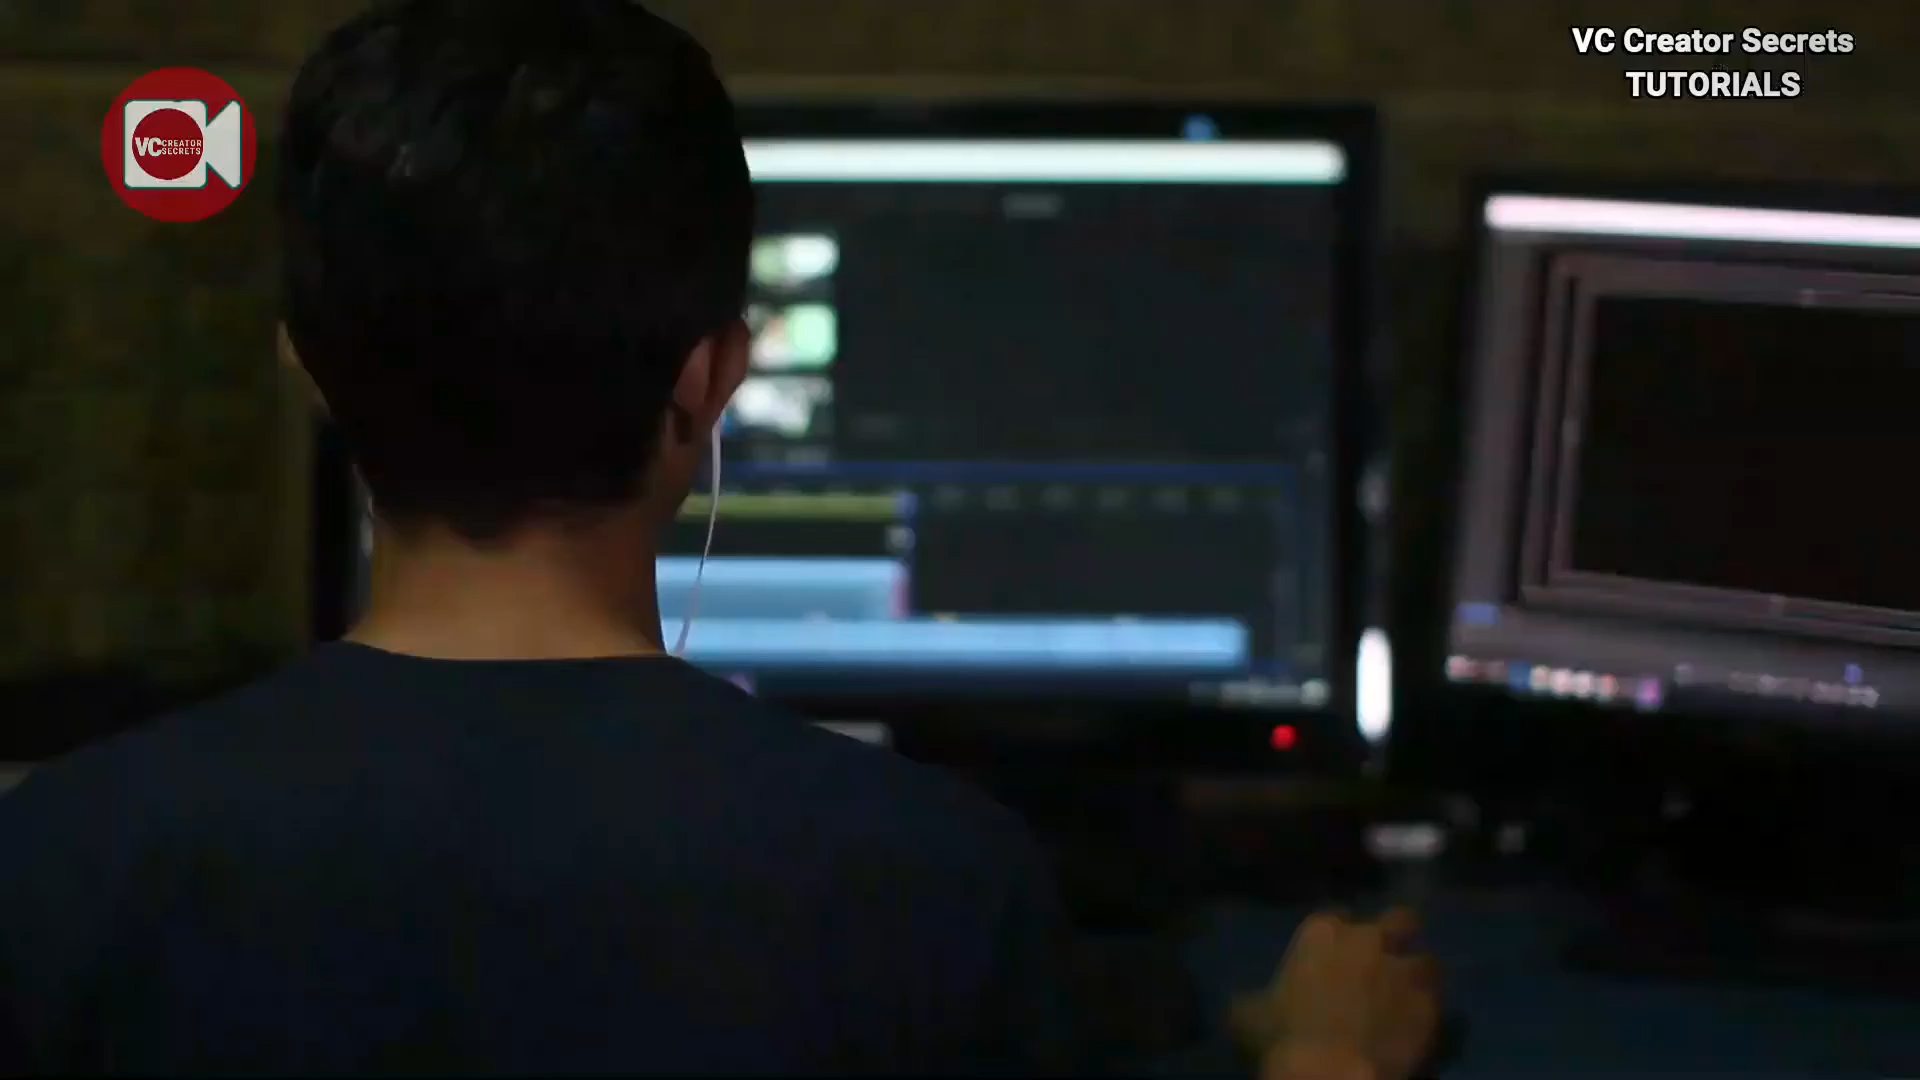 VC Creator Secrets
TUTORIALS
VC CREATOR
SECRETS